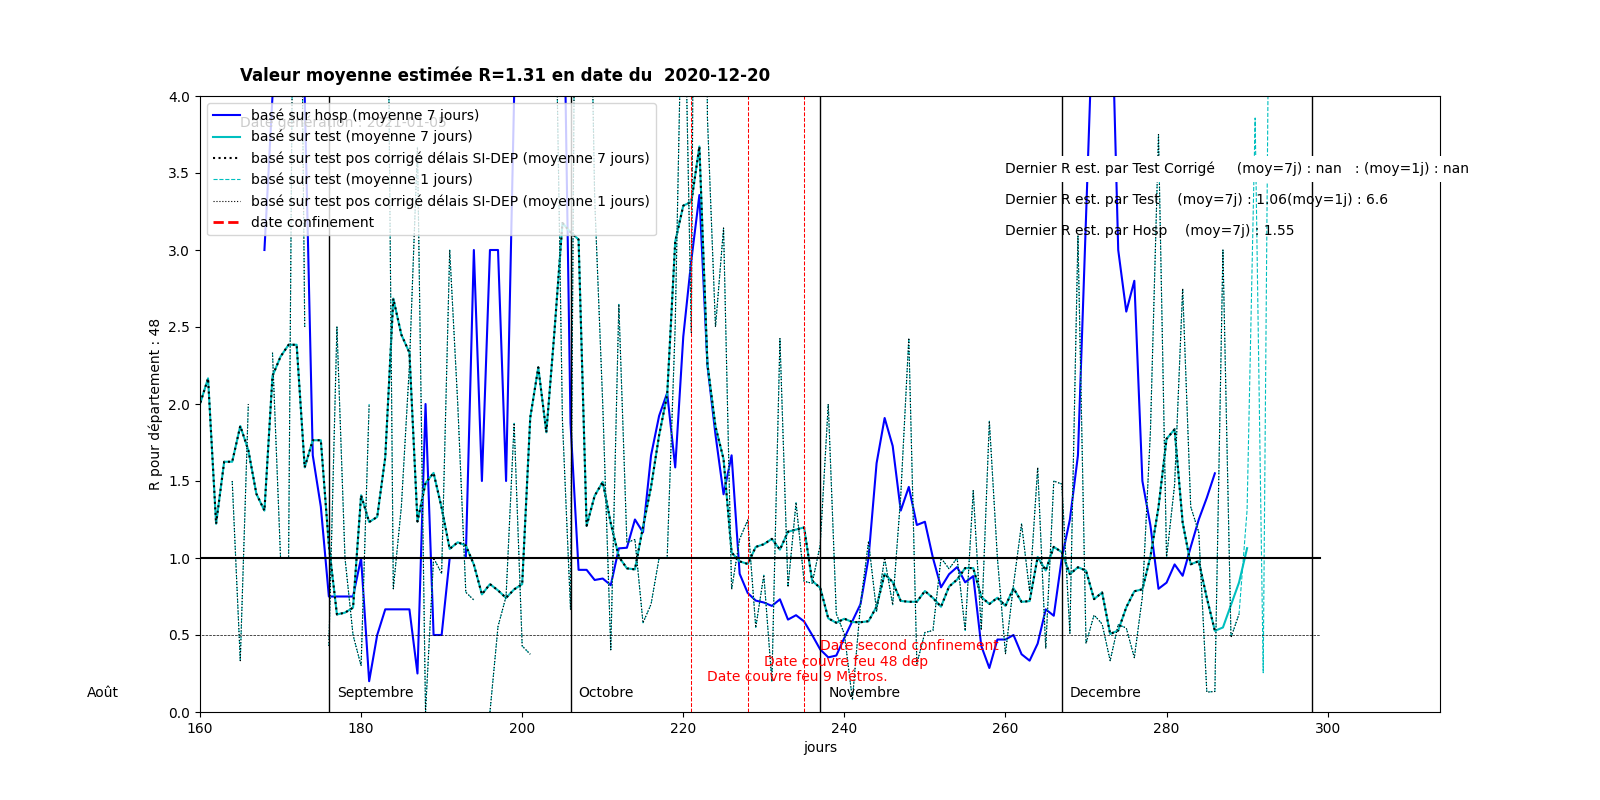 Valeur moyenne estimée R=1.31 en date du  2020-12-20
Date génération : 2021-01-05
basé sur hosp (moyenne 7 jours)
basé sur test (moyenne 7 jours)
basé sur test pos corrigé délais SI-DEP (moyenne 7 jours)
basé sur test (moyenne 1 jours)
basé sur test pos corrigé délais SI-DEP (moyenne 1 jours)
date confinement
Dernier R est. par Test Corrigé (moy=7j) : nan : (moy=1j) : nan
Dernier R est. par Test (moy=7j) : 1.06(moy=1j) : 6.6
Dernier R est. par Hosp (moy=7j) : 1.55
R pour département : 48
4.0
3.5
3.0
2.5
2.0
1.5
1.0
0.5
0.0
Date second confinement
Date couvre feu 48 dep
Date couvre feu 9 Métros.
Août Septembre Octobre Novembre Decembre
160 180 200 220 240 260 280 300
jours